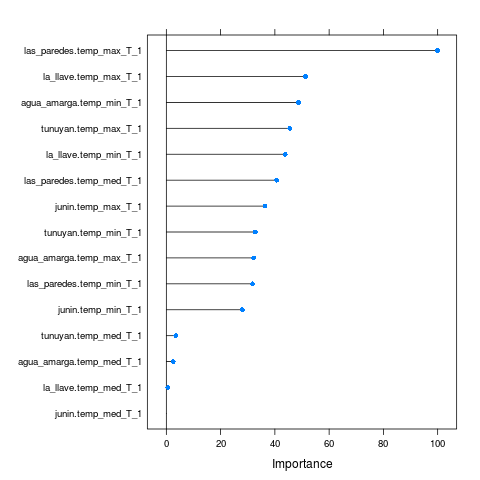 las_paredes.temp_max_T_1
la_llave.temp_max_T_1
agua_amarga.temp_min_T_1
tunuyan.temp_max_T_1
la_llave.temp_min_T_1
las_paredes.temp_med_T_1
junin.temp_max_T_1
tunuyan.temp_min_T_1
agua_amarga.temp_max_T_1
las_paredes.temp_min_T_1
junin.temp_min_T_1
tunuyan.temp_med_T_1
agua_amarga.temp_med_T_1
la_llave.temp_med_T_1
junin.temp_med_T_1
0 20 40 60 80 100
Importance